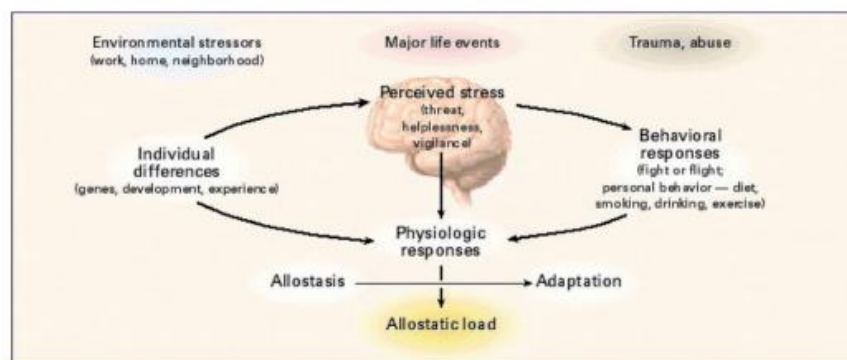 Environmental stressors
(work, home, neighborhood)
Major life events
Trauma, abuse
Perceived stress
(threat,
helplessness,
vigilance)
Individual
differences
(genes, development, experience)
Behavioral
responses
(fight or flight;
personal behavior — diet,
smoking, drinking, exercise)
Physiologic
responses
Allostasis
Adaptation
Allostatic load